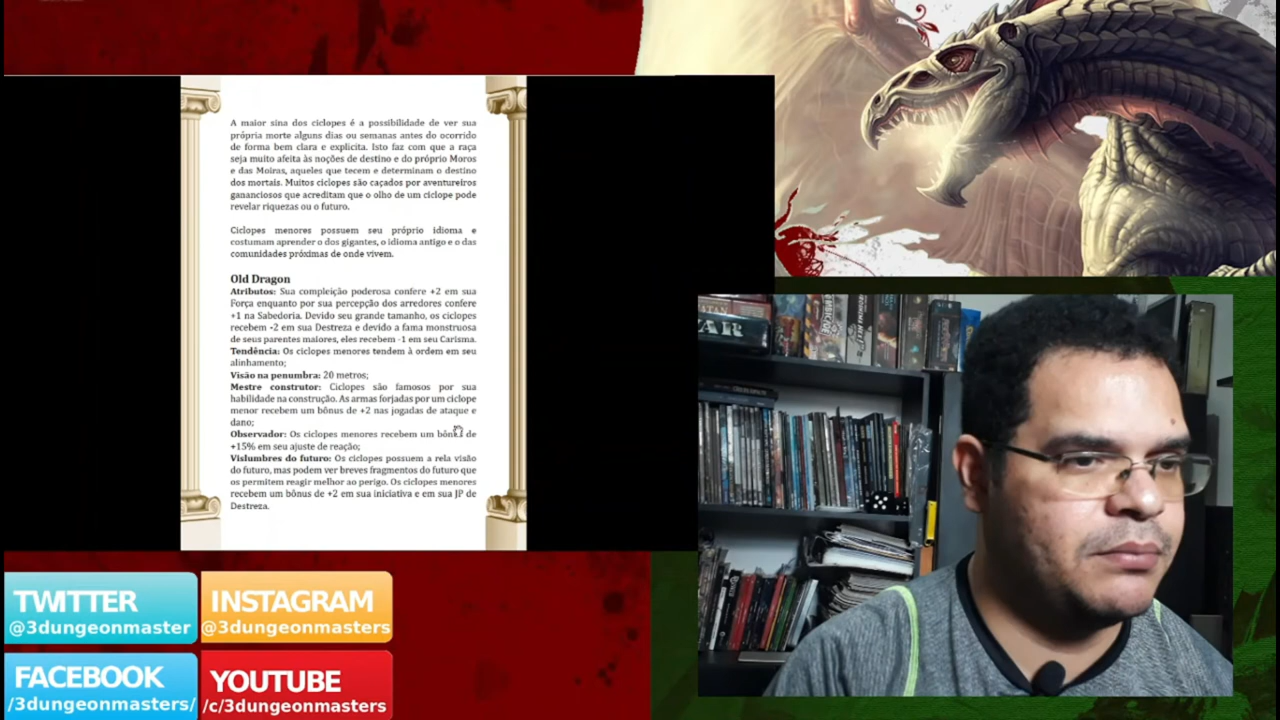 A maior sina dos ciclopes é a possibilidade de ver sua
própria morte alguns dias ou semanas antes do ocorrido
de forma bem clara e explicita. Isto faz com que a raça
seja muito afeita às noções de destino e do próprio Moros
e das Moiras, aqueles que tecem e determinam o destino
dos mortais. Muitos ciclopes são caçados por aventureiros
gananciosos que acreditam que o olho de um ciclope pode
revelar riquezas ou o futuro.
Ciclopes menores possuem seu próprio idioma e
costumam aprender o dos gigantes, o idioma antigo e o das
comunidades próximas de onde vivem.
Old Dragon
Atributos: Sua compleição poderosa confere +2 em sua
Força enquanto por sua percepção dos arredores confere
+1 na Sabedoria. Devido seu grande tamanho, os ciclopes
recebem -2 em sua Destreza e devido a fama monstruosa
de seus parentes maiores, eles recebem -1 em seu Carisma.
Tendência: Os ciclopes menores tendem à ordem em seu
alinhamento;
Visão na penumbra: 20 metros;
Mestre construtor: Ciclopes são famosos por sua
habilidade na construção. As armas forjadas por um ciclope
menor recebem um bônus de +2 nas jogadas de ataque e
dano;
Observador: Os ciclopes menores recebem um bônus de
+15% em seu ajuste de reação;
Vislumbres do futuro: Os ciclopes possuem a rela visão
do futuro, mas podem ver breves fragmentos do futuro que
os permitem reagir melhor ao perigo. Os ciclopes menores
recebem um bônus de +2 em sua iniciativa e em sua JP de
Destreza.
TWITTER
@3dungeonmaster
INSTAGRAM
@3dungeonmasters
FACEBOOK
/3dungeonmasters/
YOUTUBE
/c/3dungeonmasters